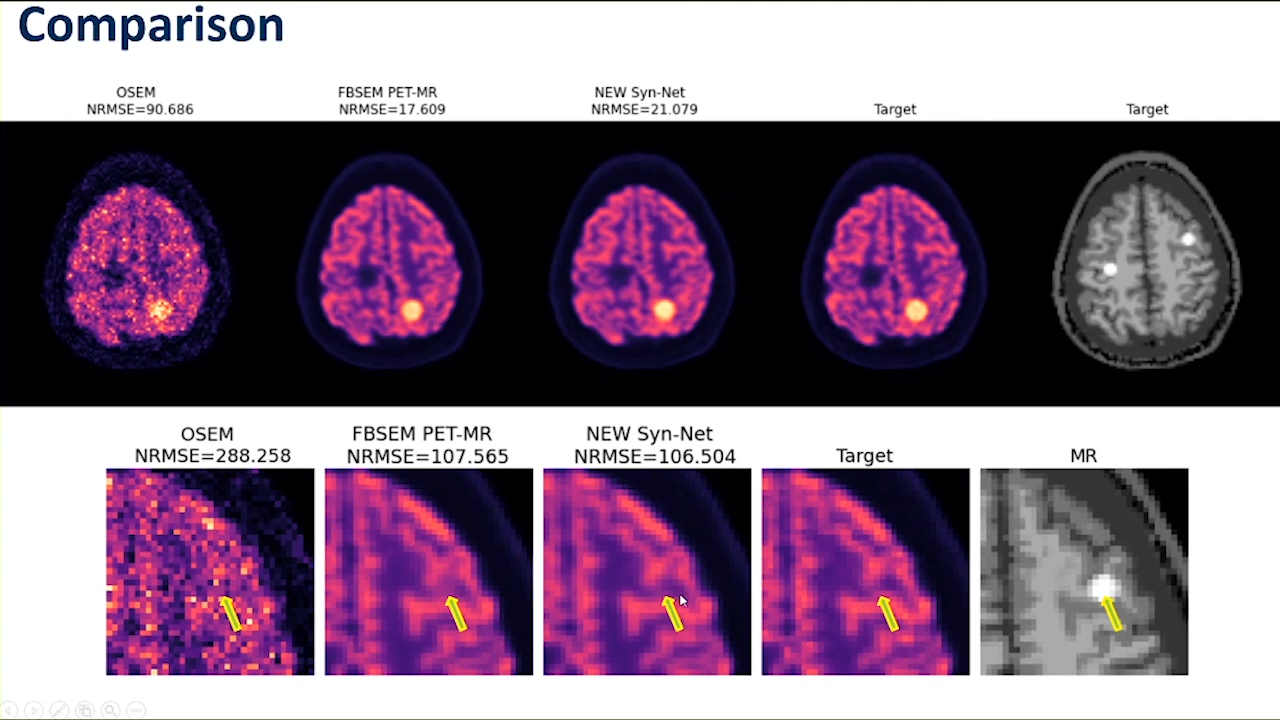 Comparison
OSEM
NRMSE=90.686
FBSEM PET-MR
NRMSE=17.609
NEW Syn-Net
NRMSE=21.079
Target
Target
OSEM
NRMSE=288.258
FBSEM PET-MR
NRMSE=107.565
NEW Syn-Net
NRMSE=106.504
Target
MR